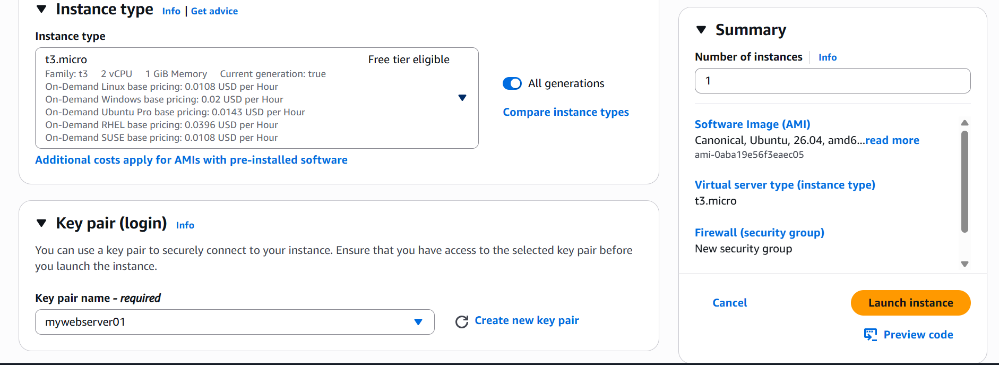 Instance type Info | Get advice
Instance type
t3.micro Free tier eligible
Family: t3 2 vCPU 1 GiB Memory Current generation: true
On-Demand Linux base pricing: 0.0108 USD per Hour
On-Demand Windows base pricing: 0.02 USD per Hour
On-Demand Ubuntu Pro base pricing: 0.0143 USD per Hour
On-Demand RHEL base pricing: 0.0396 USD per Hour
On-Demand SUSE base pricing: 0.0108 USD per Hour
All generations
Compare instance types
Additional costs apply for AMIs with pre-installed software
Key pair (login) Info
You can use a key pair to securely connect to your instance. Ensure that you have access to the selected key pair before
you launch the instance.
Key pair name - required
mywebserver01
Create new key pair
Summary
Number of instances Info
1
Software Image (AMI)
Canonical, Ubuntu, 26.04, amd6...read more
ami-0aba19e56f3eaec05
Virtual server type (instance type)
t3.micro
Firewall (security group)
New security group
Cancel
Launch instance
Preview code